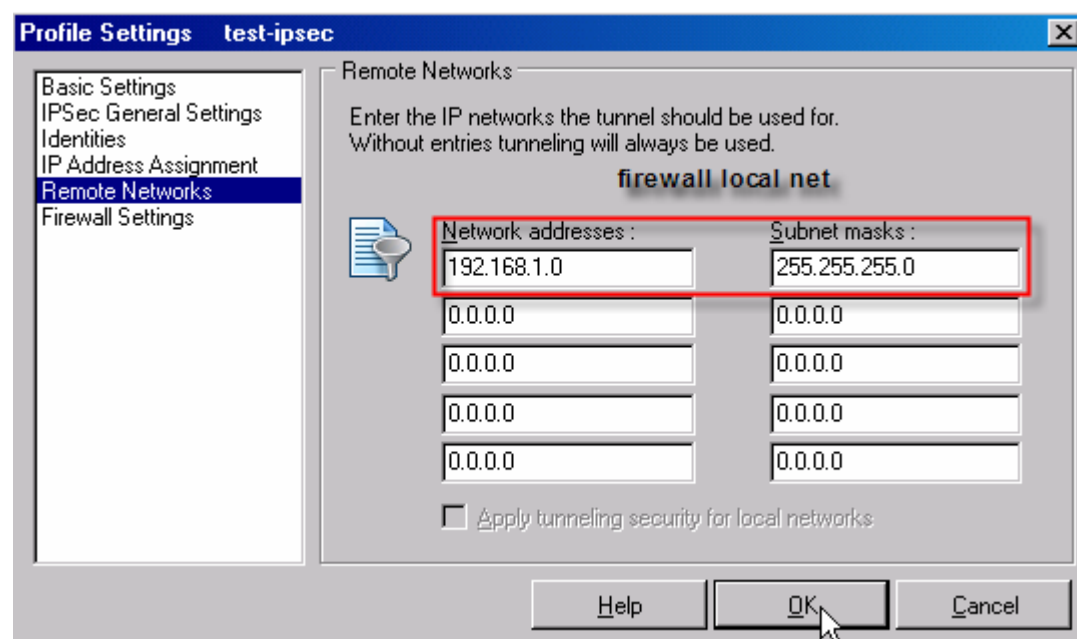 Profile Settings test-ipsec
Basic Settings
IPSec General Settings
Identities
IP Address Assignment
Remote Networks
Firewall Settings
Remote Networks
Enter the IP networks the tunnel should be used for.
Without entries tunneling will always be used.
firewall local net
Network addresses : Subnet masks :
192.168.1.0 255.255.255.0
0.0.0.0 0.0.0.0
0.0.0.0 0.0.0.0
0.0.0.0 0.0.0.0
0.0.0.0 0.0.0.0
Apply tunneling security for local networks
Help OK Cancel